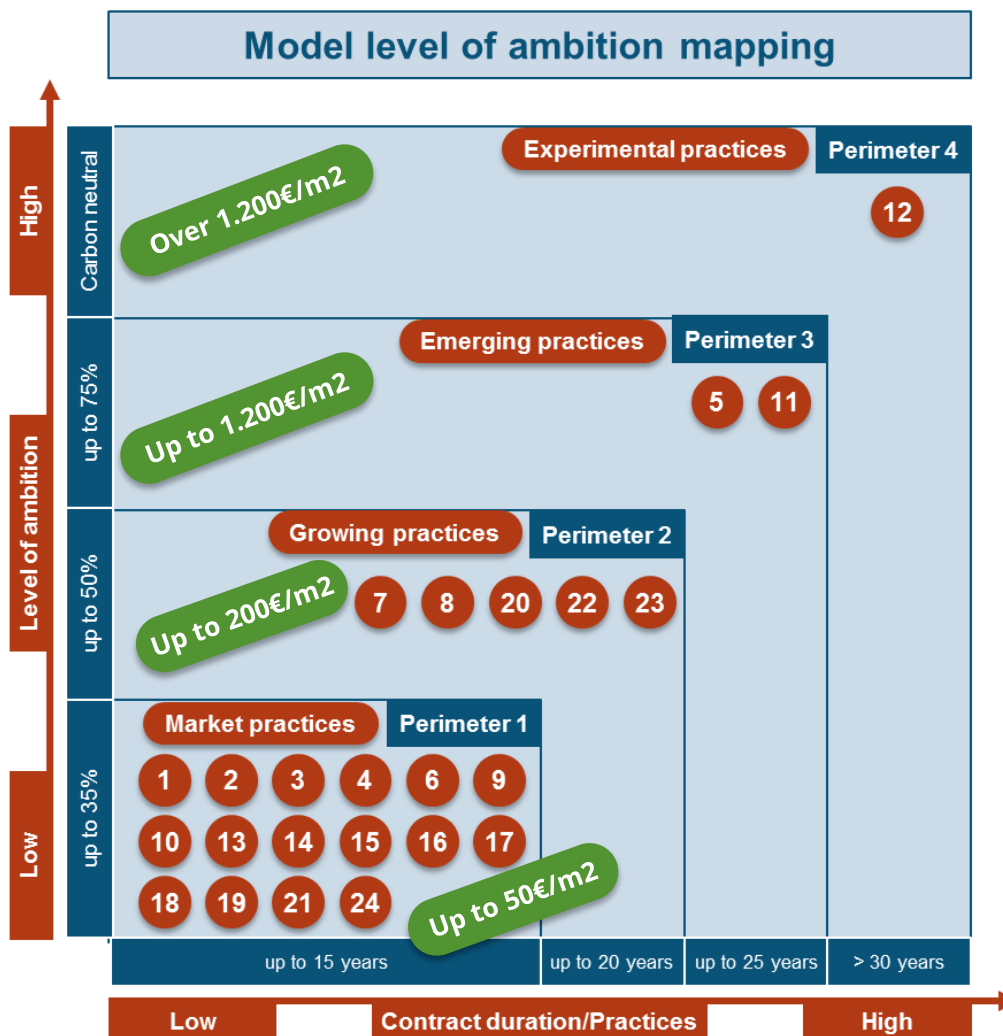 Model level of ambition mapping
High
Level of ambition
Low
Carbon neutral
up to 75%
up to 50%
up to 35%
Experimental practices
Perimeter 4
Over 1.200€/m2
12
Emerging practices
Perimeter 3
Up to 1.200€/m2
5 11
Growing practices
Perimeter 2
Up to 200€/m2
7 8 20 22 23
Market practices
Perimeter 1
1 2 3 4 6 9
10 13 14 15 16 17
18 19 21 24
Up to 50€/m2
up to 15 years
up to 20 years
up to 25 years
> 30 years
Low
Contract duration/Practices
High